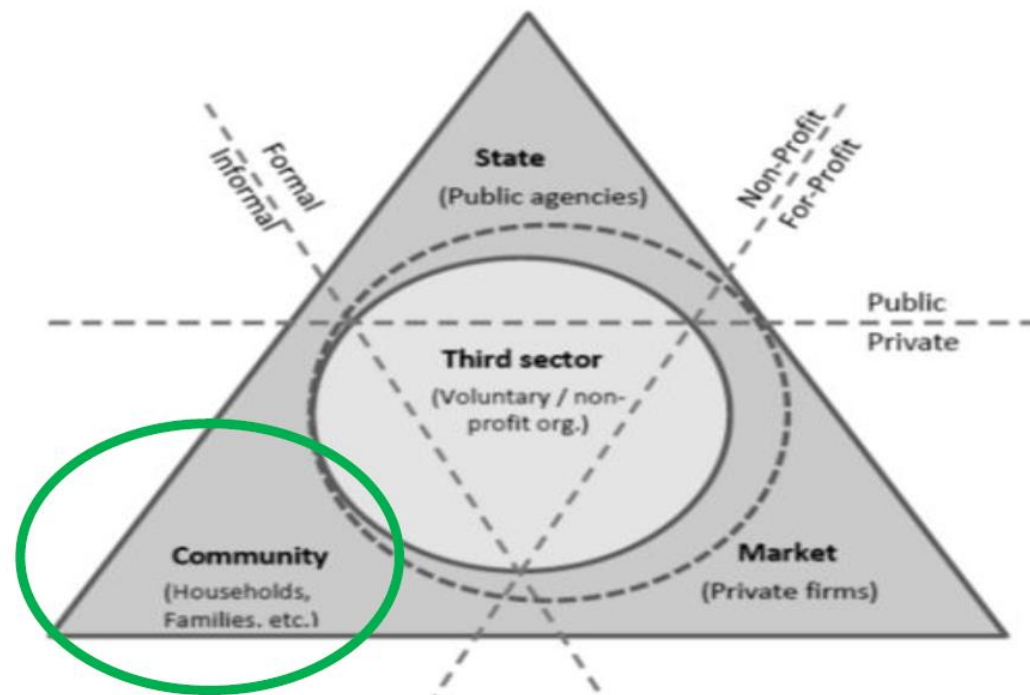 State
(Public agencies)
Formal
Informal
Non-Profit
For-Profit
Public
Private
Third sector
(Voluntary / non-
profit org.)
Community
(Households,
Families, etc.)
Market
(Private firms)